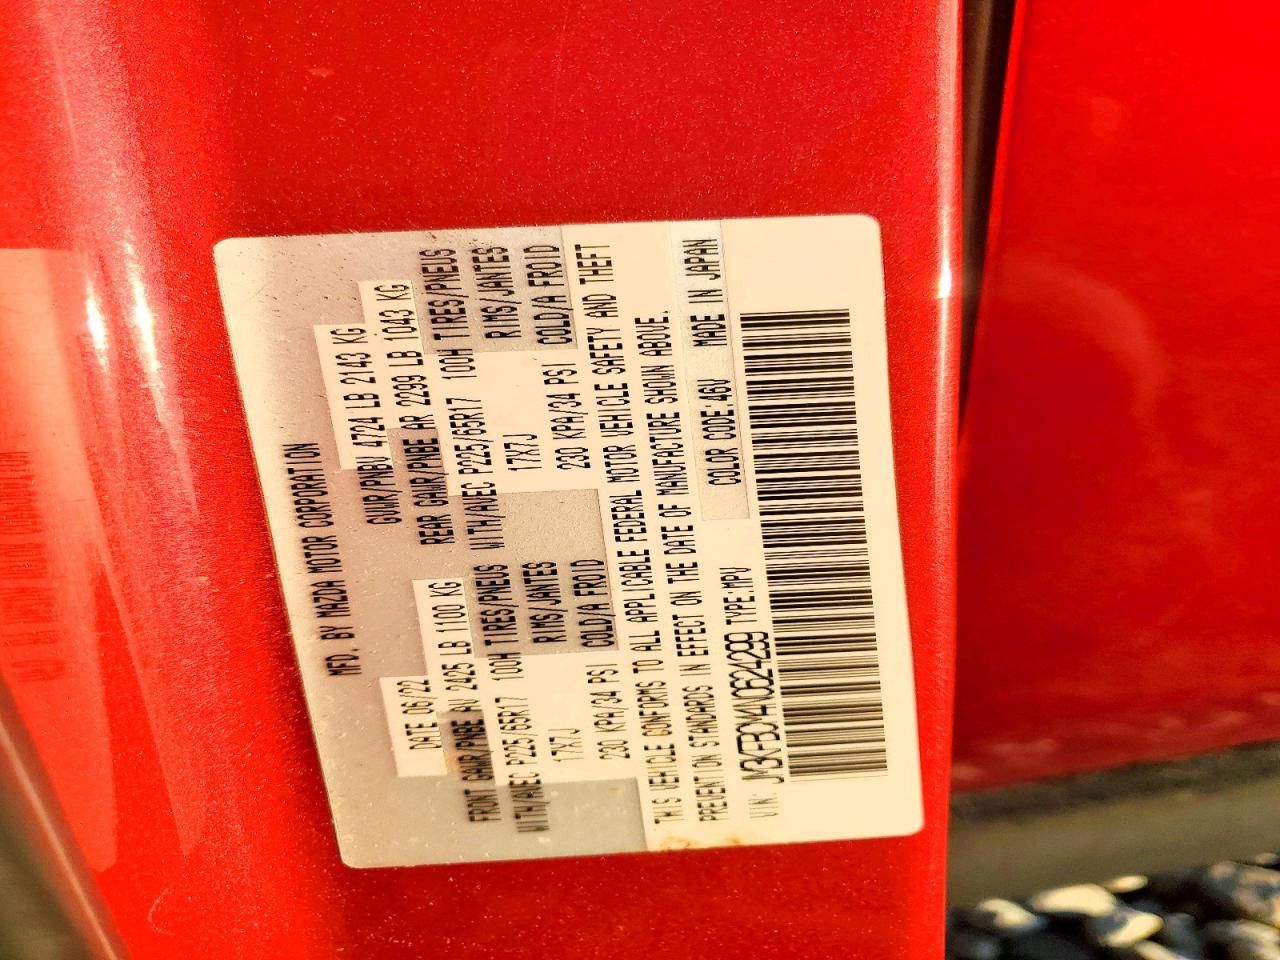 MFD. BY MAZDA MOTOR CORPORATION
DATE 06/22 GVWR/PNBV 4724 LB 2143 KG
FRONT GAWR/PNBE AV 2425 LB 1100 KG REAR GAWR/PNBE AR 2299 LB 1043 KG
WITH/AVEC P225/65R17 100H TIRES/PNEUS WITH/AVEC P225/65R17 100H TIRES/PNEUS
17X7J RIMS/JANTES 17X7J RIMS/JANTES
230 KPA/34 PSI COLD/A FROID 230 KPA/34 PSI COLD/A FROID
THIS VEHICLE CONFORMS TO ALL APPLICABLE FEDERAL MOTOR VEHICLE SAFETY AND THEFT
PREVENTION STANDARDS IN EFFECT ON THE DATE OF MANUFACTURE SHOWN ABOVE.
VIN: TYPE:MPV COLOR CODE:46V MADE IN JAPAN